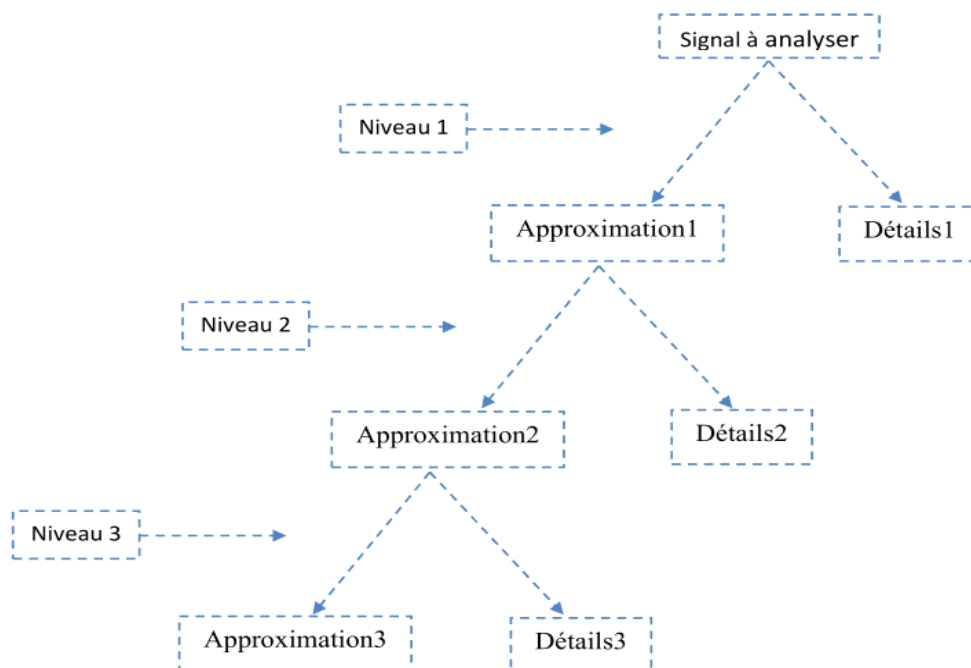 Signal à analyser
Niveau 1
Approximation1
Détails1
Niveau 2
Approximation2
Détails2
Niveau 3
Approximation3
Détails3